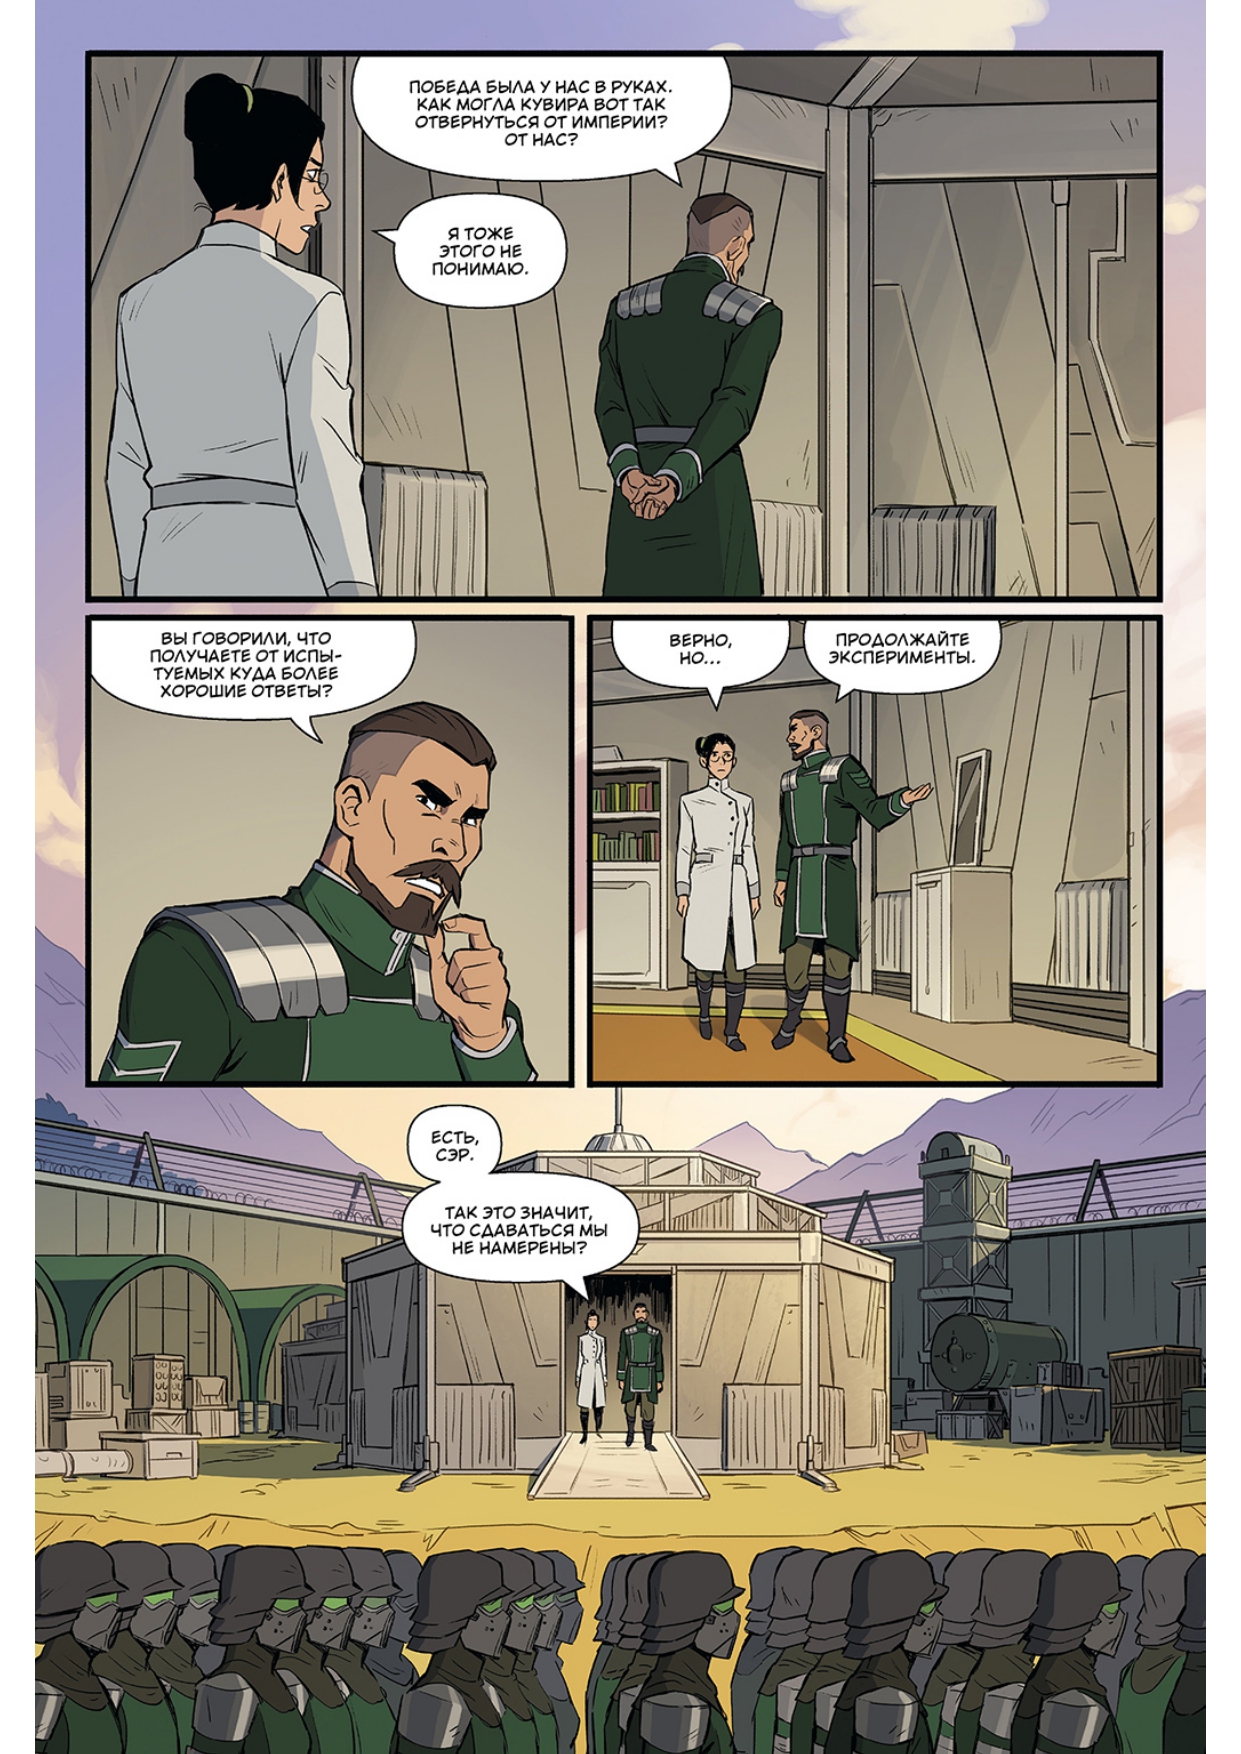 ПОБЕДА БЫЛА У НАС В РУКАХ.
КАК МОГЛА КУВИРА ВОТ ТАК
ОТВЕРНУТЬСЯ ОТ ИМПЕРИИ?
ОТ НАС?
Я ТОЖЕ
ЭТОГО НЕ
ПОНИМАЮ.
ВЫ ГОВОРИЛИ, ЧТО
ПОЛУЧАЕТЕ ОТ ИСПЫ-
ТУЕМЫХ КУДА БОЛЕЕ
ХОРОШИЕ ОТВЕТЫ?
ВЕРНО,
НО...
ПРОДОЛЖАЙТЕ
ЭКСПЕРИМЕНТЫ.
ЕСТЬ,
СЭР.
ТАК ЭТО ЗНАЧИТ,
ЧТО СДАВАТЬСЯ МЫ
НЕ НАМЕРЕНЫ?